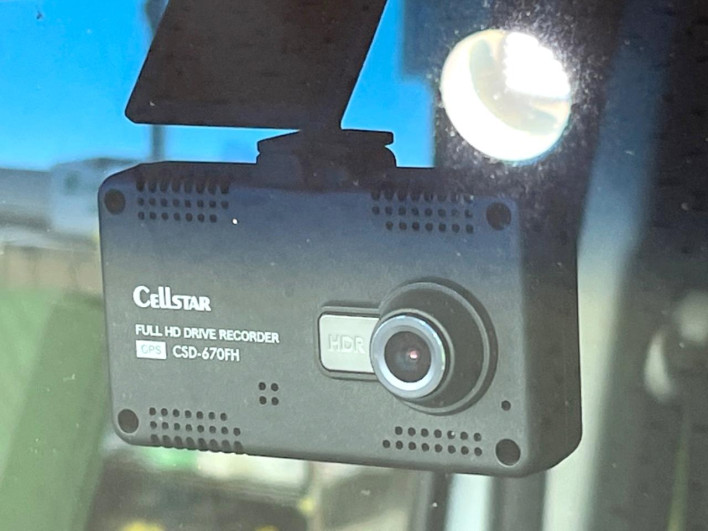 CELLSTAR
FULL HD DRIVE RECORDER
GPS CSD-670FH
HDR